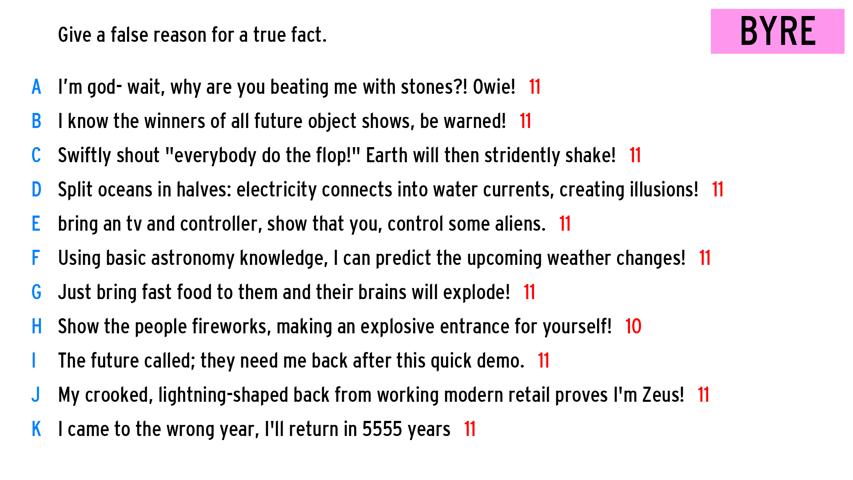 Give a false reason for a true fact.
BYRE
A I'm god- wait, why are you beating me with stones?! Owie! 11
B I know the winners of all future object shows, be warned! 11
C Swiftly shout "everybody do the flop!" Earth will then stridently shake! 11
D Split oceans in halves: electricity connects into water currents, creating illusions! 11
E bring an tv and controller, show that you, control some aliens. 11
F Using basic astronomy knowledge, I can predict the upcoming weather changes! 11
G Just bring fast food to them and their brains will explode! 11
H Show the people fireworks, making an explosive entrance for yourself! 10
I The future called; they need me back after this quick demo. 11
J My crooked, lightning-shaped back from working modern retail proves I'm Zeus! 11
K I came to the wrong year, I'll return in 5555 years 11